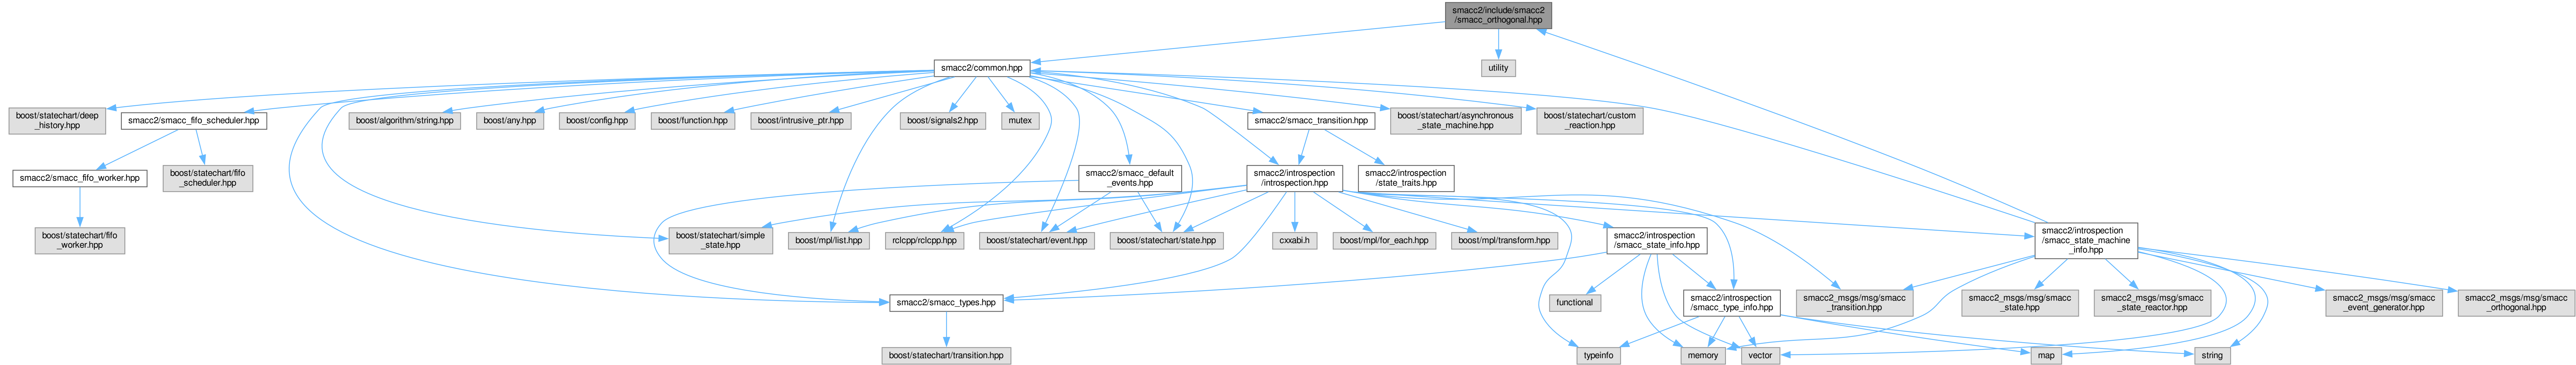 smacc2/include/smacc2
/smacc_orthogonal.hpp
smacc2/common.hpp
utility
boost/statechart/deep
_history.hpp
smacc2/smacc_fifo_scheduler.hpp
boost/algorithm/string.hpp
boost/any.hpp
boost/config.hpp
boost/function.hpp
boost/intrusive_ptr.hpp
boost/signals2.hpp
mutex
smacc2/smacc_transition.hpp
boost/statechart/asynchronous
_state_machine.hpp
boost/statechart/custom
_reaction.hpp
smacc2/smacc_fifo_worker.hpp
boost/statechart/fifo
_scheduler.hpp
smacc2/smacc_default
_events.hpp
smacc2/introspection
/introspection.hpp
smacc2/introspection
/state_traits.hpp
boost/statechart/fifo
_worker.hpp
boost/statechart/simple
_state.hpp
boost/mpl/list.hpp
rclcpp/rclcpp.hpp
boost/statechart/event.hpp
boost/statechart/state.hpp
cxxabi.h
boost/mpl/for_each.hpp
boost/mpl/transform.hpp
smacc2/introspection
/smacc_state_info.hpp
smacc2/introspection
/smacc_state_machine
_info.hpp
smacc2/smacc_types.hpp
functional
smacc2/introspection
/smacc_type_info.hpp
smacc2_msgs/msg/smacc
_transition.hpp
smacc2_msgs/msg/smacc
_state.hpp
smacc2_msgs/msg/smacc
_state_reactor.hpp
smacc2_msgs/msg/smacc
_event_generator.hpp
smacc2_msgs/msg/smacc
_orthogonal.hpp
boost/statechart/transition.hpp
typeinfo
memory
vector
map
string